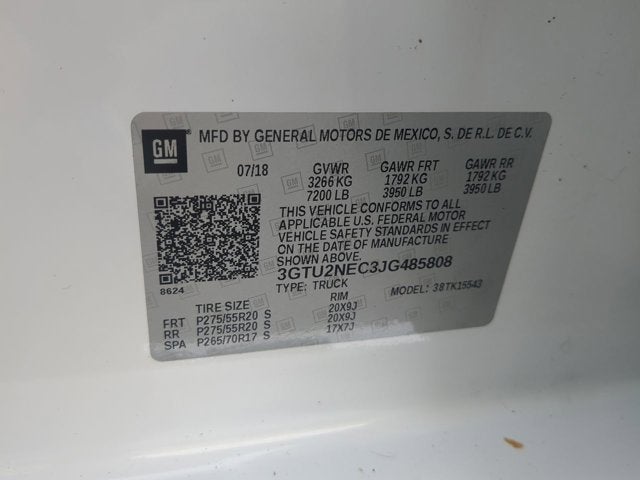 GM
MFD BY GENERAL MOTORS DE MEXICO, S. DE R.L. DE C.V.
07/18 GVWR GAWR FRT GAWR RR
3266 KG 1792 KG 1792 KG
7200 LB 3950 LB 3950 LB
THIS VEHICLE CONFORMS TO ALL
APPLICABLE U.S. FEDERAL MOTOR
VEHICLE SAFETY STANDARDS IN EFFECT
ON THE DATE OF MANUFACTURE
SHOWN ABOVE.
3GTU2NEC3JG485808
8624
TYPE: TRUCK MODEL: 38TK15543
TIRE SIZE RIM
FRT P275/55R20 S 20X9J
RR P275/55R20 S 20X9J
SPA P265/70R17 S 17X7J